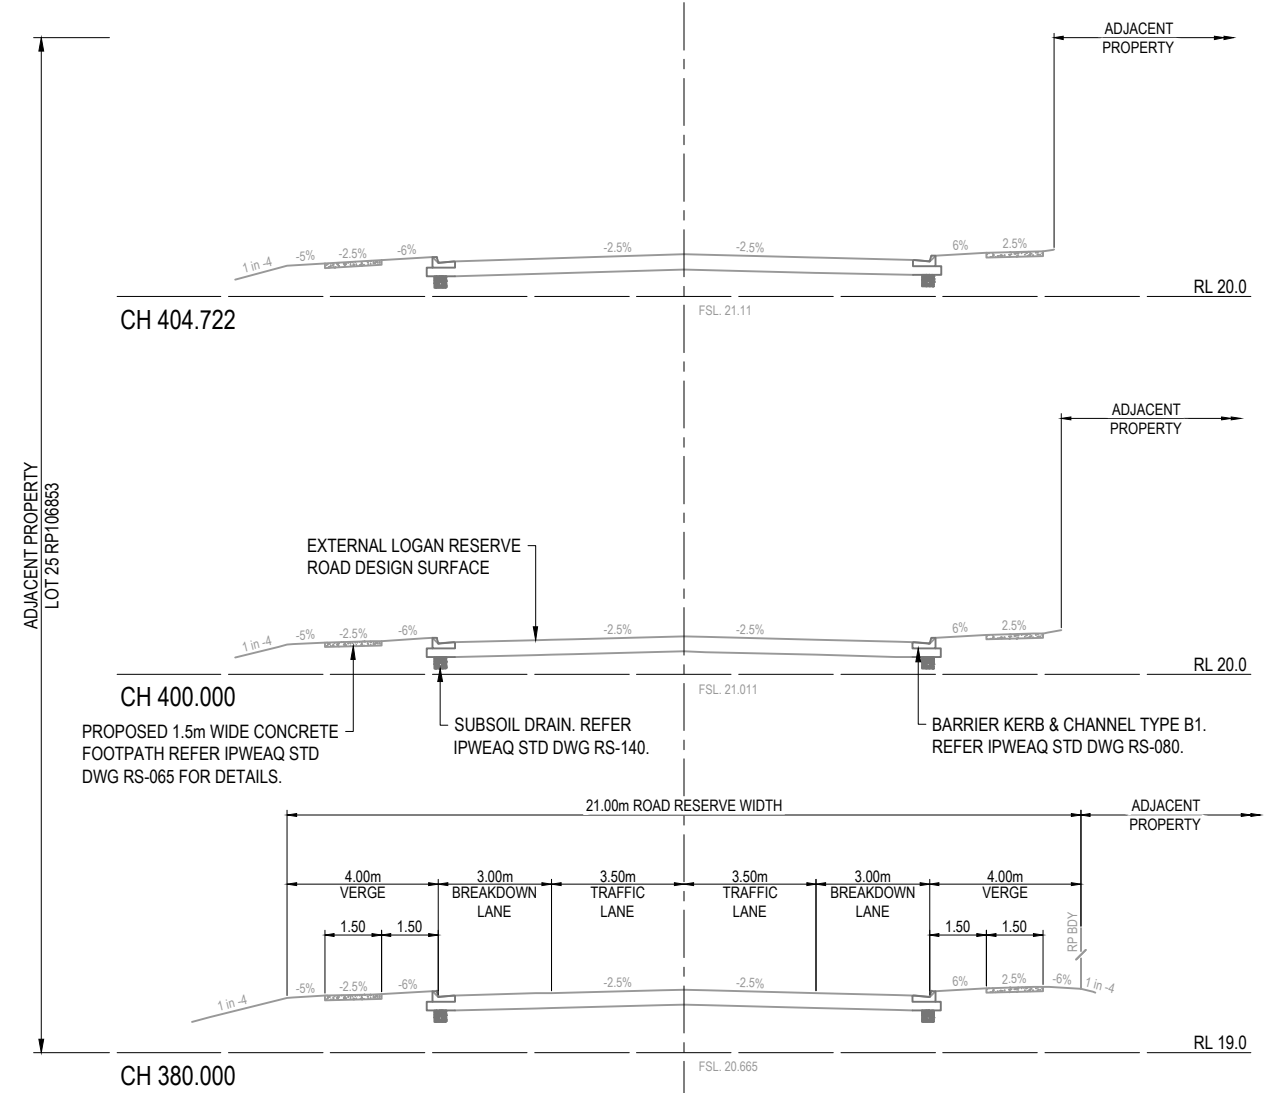 ADJACENT
PROPERTY
1 in -4
-5%
-2.5%
-6%
-2.5%
-2.5%
6%
2.5%
RL 20.0
CH 404.722
FSL. 21.11
ADJACENT
PROPERTY
ADJACENT PROPERTY
LOT 25 RP106853
EXTERNAL LOGAN RESERVE
ROAD DESIGN SURFACE
1 in -4
-5%
-2.5%
-6%
-2.5%
-2.5%
6%
2.5%
RL 20.0
CH 400.000
FSL. 21.011
PROPOSED 1.5m WIDE CONCRETE
FOOTPATH REFER IPWEAQ STD
DWG RS-065 FOR DETAILS.
SUBSOIL DRAIN. REFER
IPWEAQ STD DWG RS-140.
BARRIER KERB & CHANNEL TYPE B1.
REFER IPWEAQ STD DWG RS-080.
21.00m ROAD RESERVE WIDTH
ADJACENT
PROPERTY
4.00m
VERGE
3.00m
BREAKDOWN
LANE
3.50m
TRAFFIC
LANE
3.50m
TRAFFIC
LANE
3.00m
BREAKDOWN
LANE
4.00m
VERGE
1.50
1.50
1.50
1.50
RP BDY
1 in -4
-5%
-2.5%
-6%
-2.5%
-2.5%
6%
2.5%
-6%
1 in -4
RL 19.0
CH 380.000
FSL. 20.665